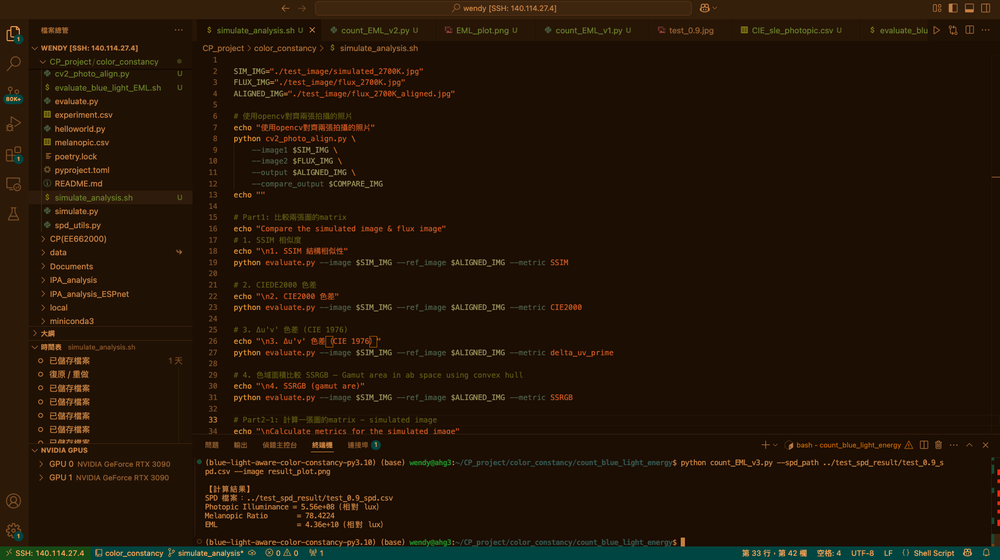 wendy [SSH: 140.114.27.4]
檔案總管
simulate_analysis.sh U
count_EML_v2.py U
EML_plot.png U
count_EML_v1.py U
test_0.9.jpg
CIE_sle_photopic.csv U
evaluate_blu
CP_project > color_constancy > $ simulate_analysis.sh
WENDY [SSH: 140.114.27.4]
CP_project / color_constancy
cv2_photo_align.py U
evaluate_blue_light_EML.sh U
evaluate.py
experiment.csv
helloworld.py
melanopic.csv
poetry.lock
pyproject.toml
README.md
simulate_analysis.sh U
simulate.py
spd_utils.py
CP(EE662000)
data
Documents
IPA_analysis
IPA_analysis_ESPnet
local
miniconda3
大綱
時間表 simulate_analysis.sh
已儲存檔案 1 天
復原 / 重做
已儲存檔案
已儲存檔案
已儲存檔案
已儲存檔案
已儲存檔案
NVIDIA GPUS
GPU 0 NVIDIA GeForce RTX 3090
GPU 1 NVIDIA GeForce RTX 3090
80K+
1
2 SIM_IMG="./test_image/simulated_2700K.jpg"
3 FLUX_IMG="./test_image/flux_2700K.jpg"
4 ALIGNED_IMG="./test_image/flux_2700K_aligned.jpg"
5
6 # 使用opencv對齊兩張拍攝的照片
7 echo "使用opencv對齊兩張拍攝的照片"
8 python cv2_photo_align.py \
9 --image1 $SIM_IMG \
10 --image2 $FLUX_IMG \
11 --output $ALIGNED_IMG \
12 --compare_output $COMPARE_IMG
13 echo ""
14
15 # Part1: 比較兩張圖的matrix
16 echo "Compare the simulated image & flux image"
17 # 1. SSIM 相似度
18 echo "\n1. SSIM 結構相似性"
19 python evaluate.py --image $SIM_IMG --ref_image $ALIGNED_IMG --metric SSIM
20
21 # 2. CIEDE2000 色差
22 echo "\n2. CIE2000 色差"
23 python evaluate.py --image $SIM_IMG --ref_image $ALIGNED_IMG --metric CIE2000
24
25 # 3. Δu'v' 色差 (CIE 1976)
26 echo "\n3. Δu'v' 色差 (CIE 1976) "
27 python evaluate.py --image $SIM_IMG --ref_image $ALIGNED_IMG --metric delta_uv_prime
28
29 # 4. 色域面積比較 SSRGB — Gamut area in ab space using convex hull
30 echo "\n4. SSRGB (gamut are)"
31 python evaluate.py --image $SIM_IMG --ref_image $ALIGNED_IMG --metric SSRGB
32
33 # Part2-1: 計算一張圖的matrix - simulated image
34 echo "\nCalculate metrics for the simulated image"
問題 輸出 偵錯主控台 終端機 連接埠 1
bash - count_blue_light_energy
(blue-light-aware-color-constancy-py3.10) (base) wendy@ahg3:~/CP_project/color_constancy/count_blue_light_energy$ python count_EML_v3.py --spd_path ../test_spd_result/test_0.9_s
pd.csv --image result_plot.png
【計算結果】
SPD 檔案：../test_spd_result/test_0.9_spd.csv
Photopic Illuminance = 5.56e+08 (相對 lux)
Melanopic Ratio = 78.4224
EML = 4.36e+10 (相對 lux)
(blue-light-aware-color-constancy-py3.10) (base) wendy@ahg3:~/CP_project/color_constancy/count_blue_light_energy$
SSH: 140.114.27.4 color_constancy simulate_analysis* 0 0 1 第 33 行，第 42 欄 空格: 4 UTF-8 LF Shell Script